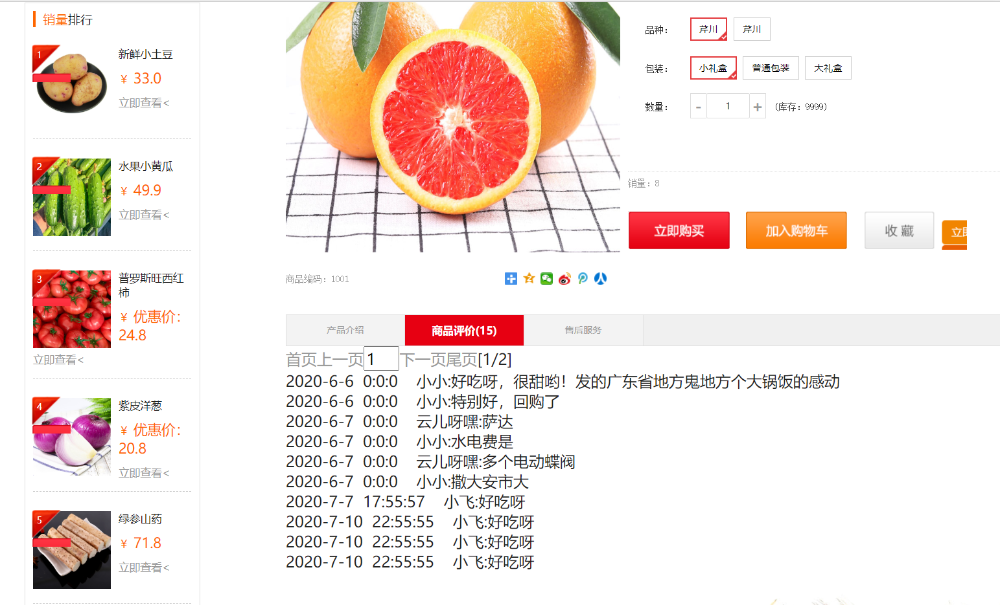 销量排行
1
新鲜小土豆
¥ 33.0
立即查看<
2
水果小黄瓜
¥ 49.9
立即查看<
3
普罗斯旺西红
柿
¥ 优惠价：
24.8
立即查看<
4
紫皮洋葱
¥ 优惠价：
20.8
立即查看<
5
绿参山药
¥ 71.8
立即查看<
品种： 芹川 芹川
包装： 小礼盒 普通包装 大礼盒
数量： - 1 + (库存：9999)
销量：8
立即购买 加入购物车 收 藏 立
商品编码：1001
产品介绍 商品评价(15) 售后服务
首页上一页1下一页尾页[1/2]
2020-6-6 0:0:0 小小:好吃呀，很甜哟！发的广东省地方鬼地方个大锅饭的感动
2020-6-6 0:0:0 小小:特别好，回购了
2020-6-7 0:0:0 云儿呀嘿:萨达
2020-6-7 0:0:0 小小:水电费是
2020-6-7 0:0:0 云儿呀嘿:多个电动蝶阀
2020-6-7 0:0:0 小小:撒大安市大
2020-7-7 17:55:57 小飞:好吃呀
2020-7-10 22:55:55 小飞:好吃呀
2020-7-10 22:55:55 小飞:好吃呀
2020-7-10 22:55:55 小飞:好吃呀